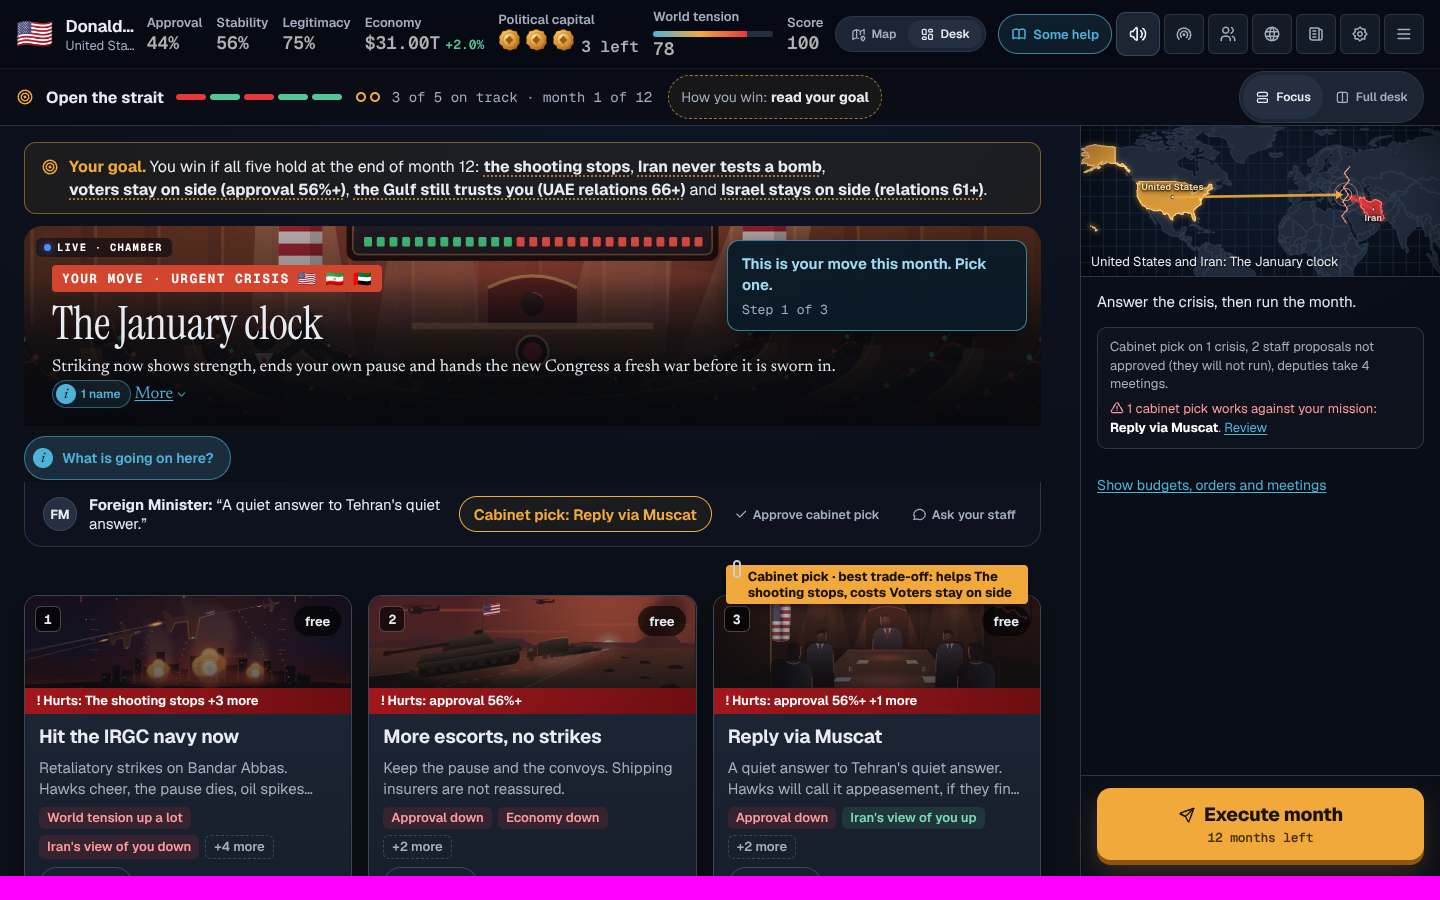 Donald...
United Sta...
Approval
44%
Stability
56%
Legitimacy
75%
Economy
$31.00T +2.0%
Political capital
3 left
World tension
78
Score
100
Map
Desk
Some help
Open the strait
3 of 5 on track · month 1 of 12
How you win: read your goal
Focus
Full desk
Your goal. You win if all five hold at the end of month 12: the shooting stops, Iran never tests a bomb,
voters stay on side (approval 56%+), the Gulf still trusts you (UAE relations 66+) and Israel stays on side (relations 61+).
LIVE · CHAMBER
YOUR MOVE · URGENT CRISIS
The January clock
Striking now shows strength, ends your own pause and hands the new Congress a fresh war before it is sworn in.
i 1 name More
This is your move this month. Pick
one.
Step 1 of 3
i What is going on here?
FM
Foreign Minister: “A quiet answer to Tehran's quiet
answer.”
Cabinet pick: Reply via Muscat
Approve cabinet pick
Ask your staff
Cabinet pick · best trade-off: helps The
shooting stops, costs Voters stay on side
1
free
! Hurts: The shooting stops +3 more
Hit the IRGC navy now
Retaliatory strikes on Bandar Abbas.
Hawks cheer, the pause dies, oil spikes...
World tension up a lot
Iran's view of you down
+4 more
2
free
! Hurts: approval 56%+
More escorts, no strikes
Keep the pause and the convoys. Shipping
insurers are not reassured.
Approval down
Economy down
+2 more
3
free
! Hurts: approval 56%+ +1 more
Reply via Muscat
A quiet answer to Tehran's quiet answer.
Hawks will call it appeasement, if they fin...
Approval down
Iran's view of you up
+2 more
United States
Iran
United States and Iran: The January clock
Answer the crisis, then run the month.
Cabinet pick on 1 crisis, 2 staff proposals not
approved (they will not run), deputies take 4
meetings.
1 cabinet pick works against your mission:
Reply via Muscat. Review
Show budgets, orders and meetings
Execute month
12 months left